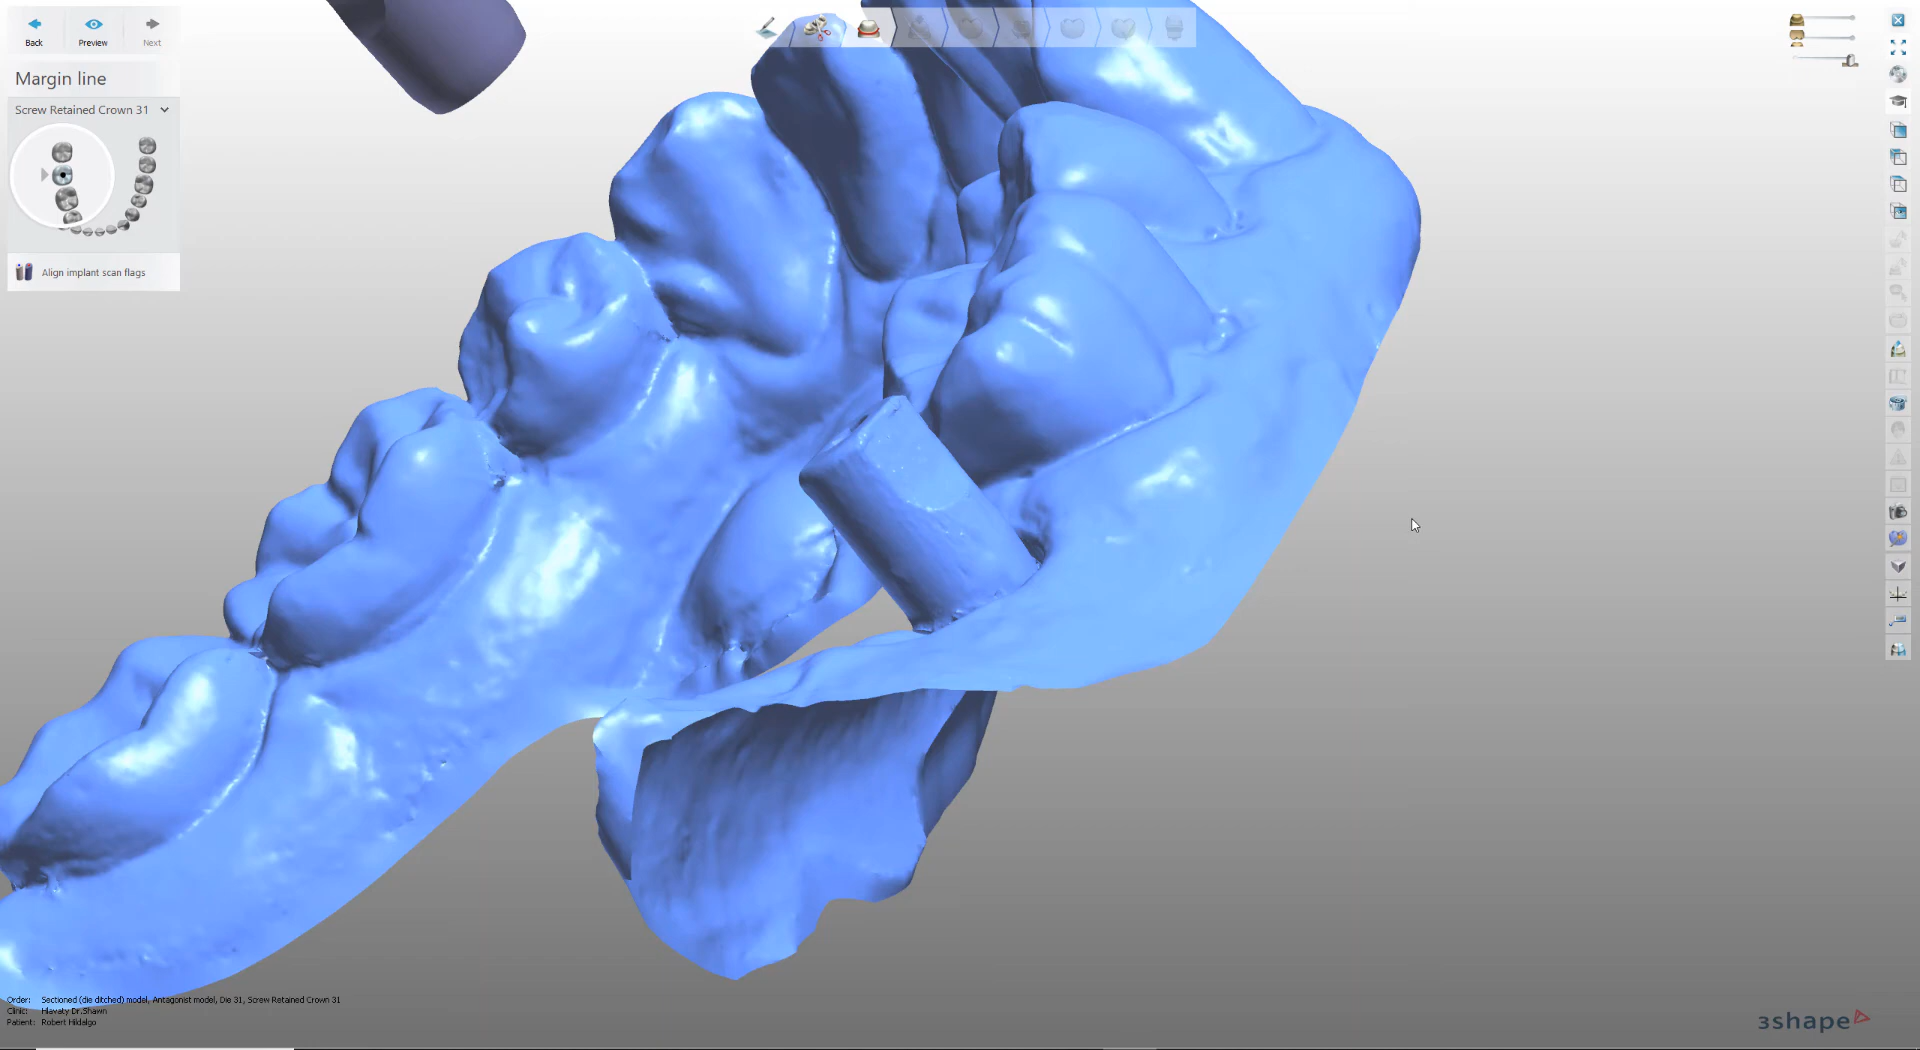 Back
Preview
Next
Margin line
Screw Retained Crown 31
Align implant scan flags
Order: Sectioned (die ditched) model, Antagonist model, Die 31, Screw Retained Crown 31
Clinic: Hlavaty Dr.Shawn
Patient: Robert Hidalgo
3shape